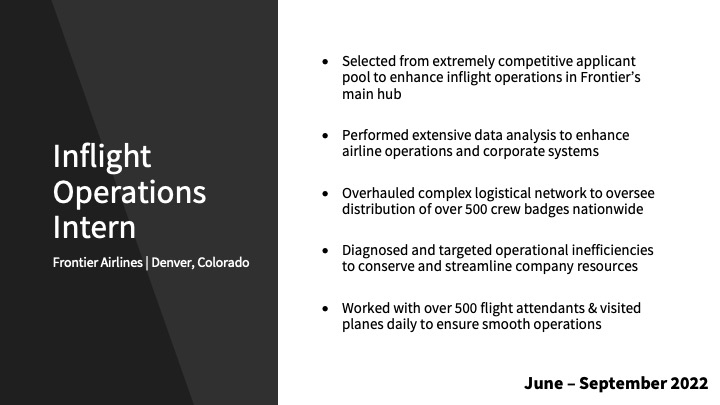 Inflight
Operations
Intern
Frontier Airlines | Denver, Colorado
• Selected from extremely competitive applicant
pool to enhance inflight operations in Frontier’s
main hub
• Performed extensive data analysis to enhance
airline operations and corporate systems
• Overhauled complex logistical network to oversee
distribution of over 500 crew badges nationwide
• Diagnosed and targeted operational inefficiencies
to conserve and streamline company resources
• Worked with over 500 flight attendants & visited
planes daily to ensure smooth operations
June – September 2022